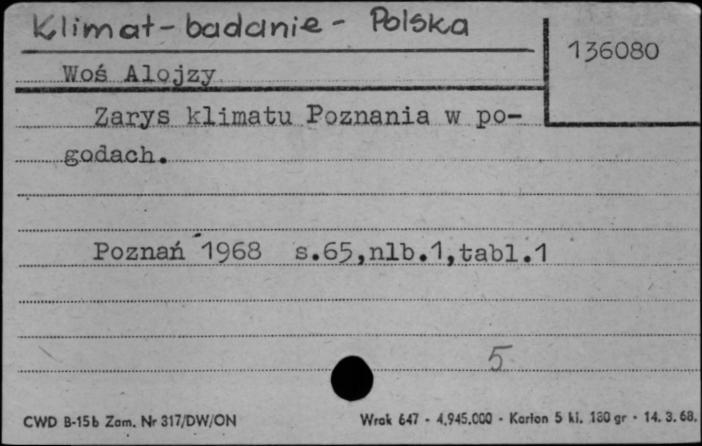 Klimat - badanie - Polska
136080
Woś Alojzy
Zarys klimatu Poznania w po-
godach.
Poznań 1968 s.65,nlb.1,tabl.1
5
CWD B-15b Zam. Nr 317/DW/ON
Wrak 647 - 4.945.000 - Karton 5 kl. 180 gr - 14. 3. 68.